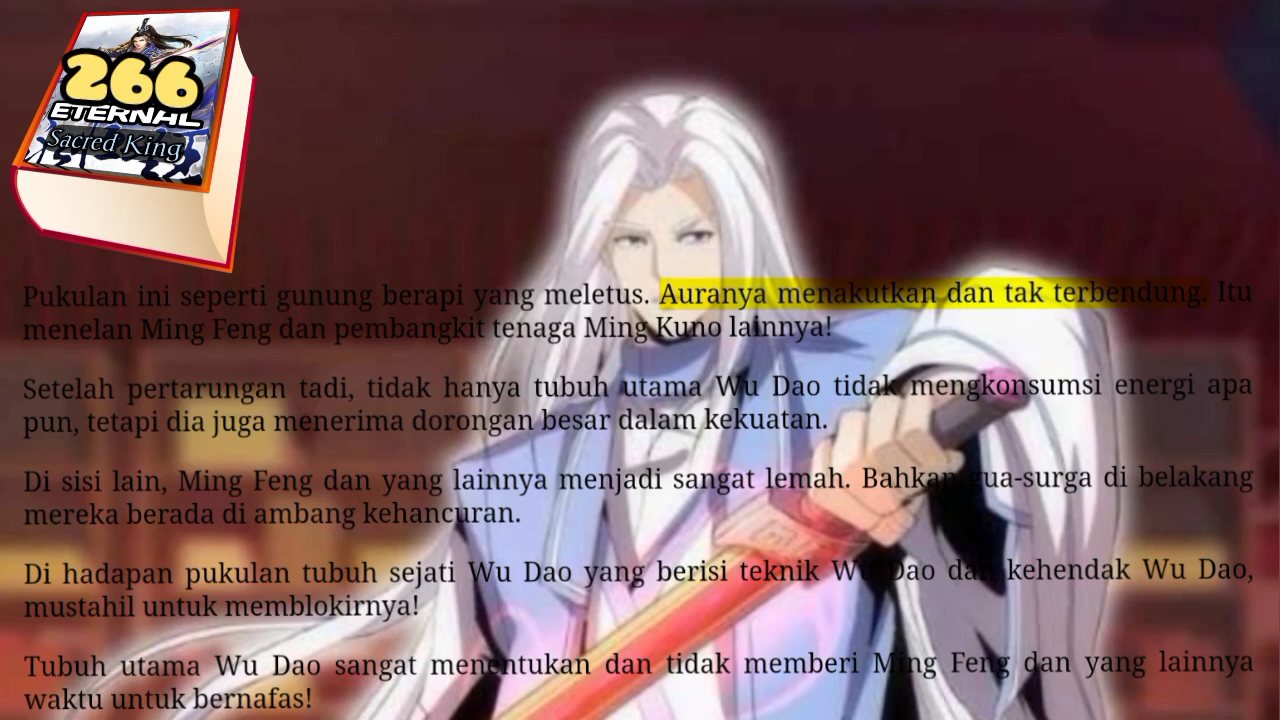 266
ETERNAL
Sacred King
Pukulan ini seperti gunung berapi yang meletus. Auranya menakutkan dan tak terbendung. Itu
menelan Ming Feng dan pembangkit tenaga Ming Kuno lainnya!
Setelah pertarungan tadi, tidak hanya tubuh utama Wu Dao tidak mengkonsumsi energi apa
pun, tetapi dia juga menerima dorongan besar dalam kekuatan.
Di sisi lain, Ming Feng dan yang lainnya menjadi sangat lemah. Bahkan gua-surga di belakang
mereka berada di ambang kehancuran.
Di hadapan pukulan tubuh sejati Wu Dao yang berisi teknik Wu Dao dan kehendak Wu Dao,
mustahil untuk memblokirnya!
Tubuh utama Wu Dao sangat menentukan dan tidak memberi Ming Feng dan yang lainnya
waktu untuk bernafas!